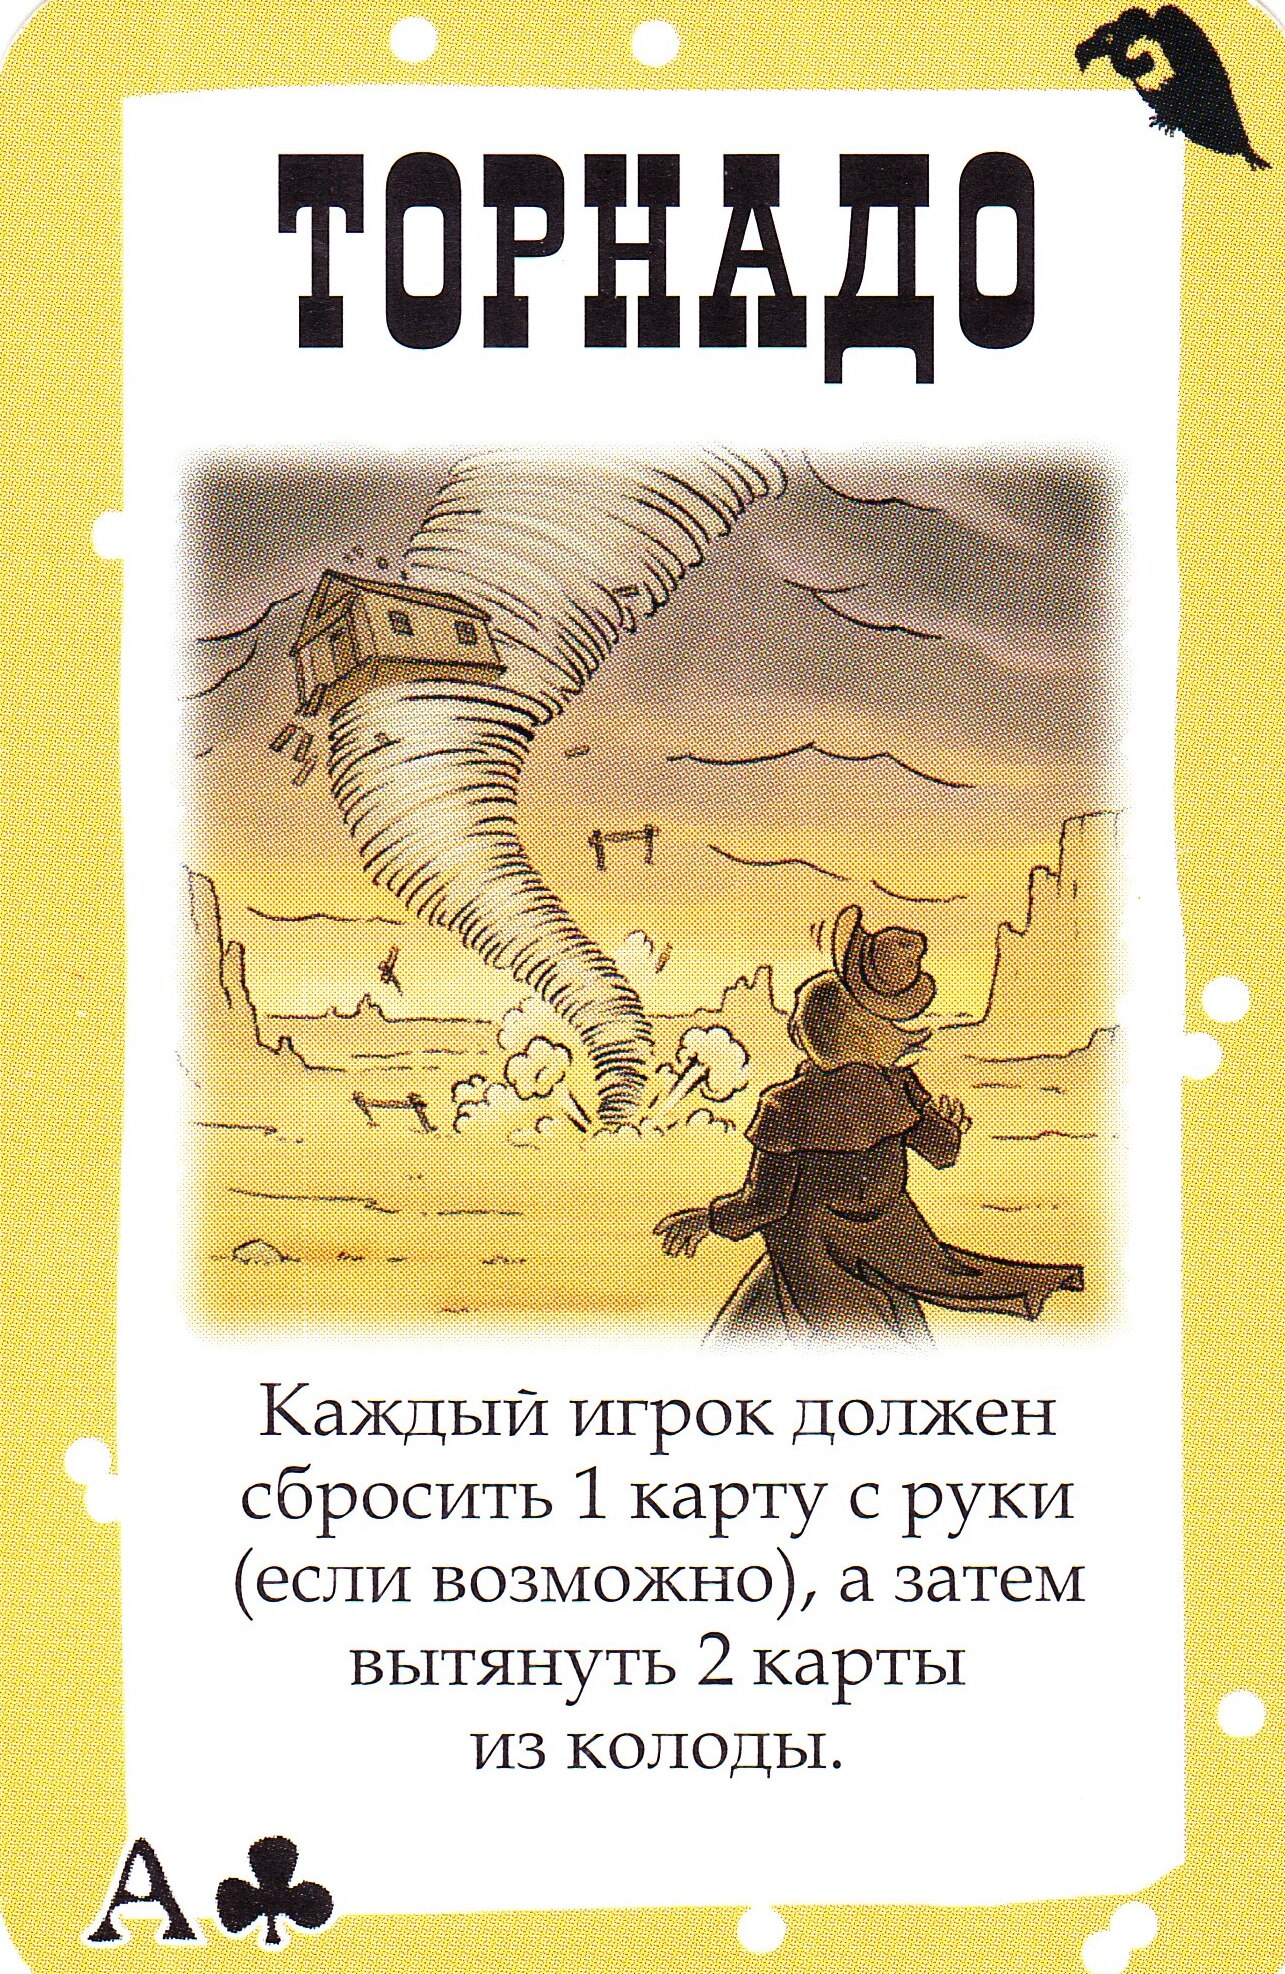 ТОРНАДО
Каждый игрок должен
сбросить 1 карту с руки
(если возможно), а затем
вытянуть 2 карты
из колоды.
A♣